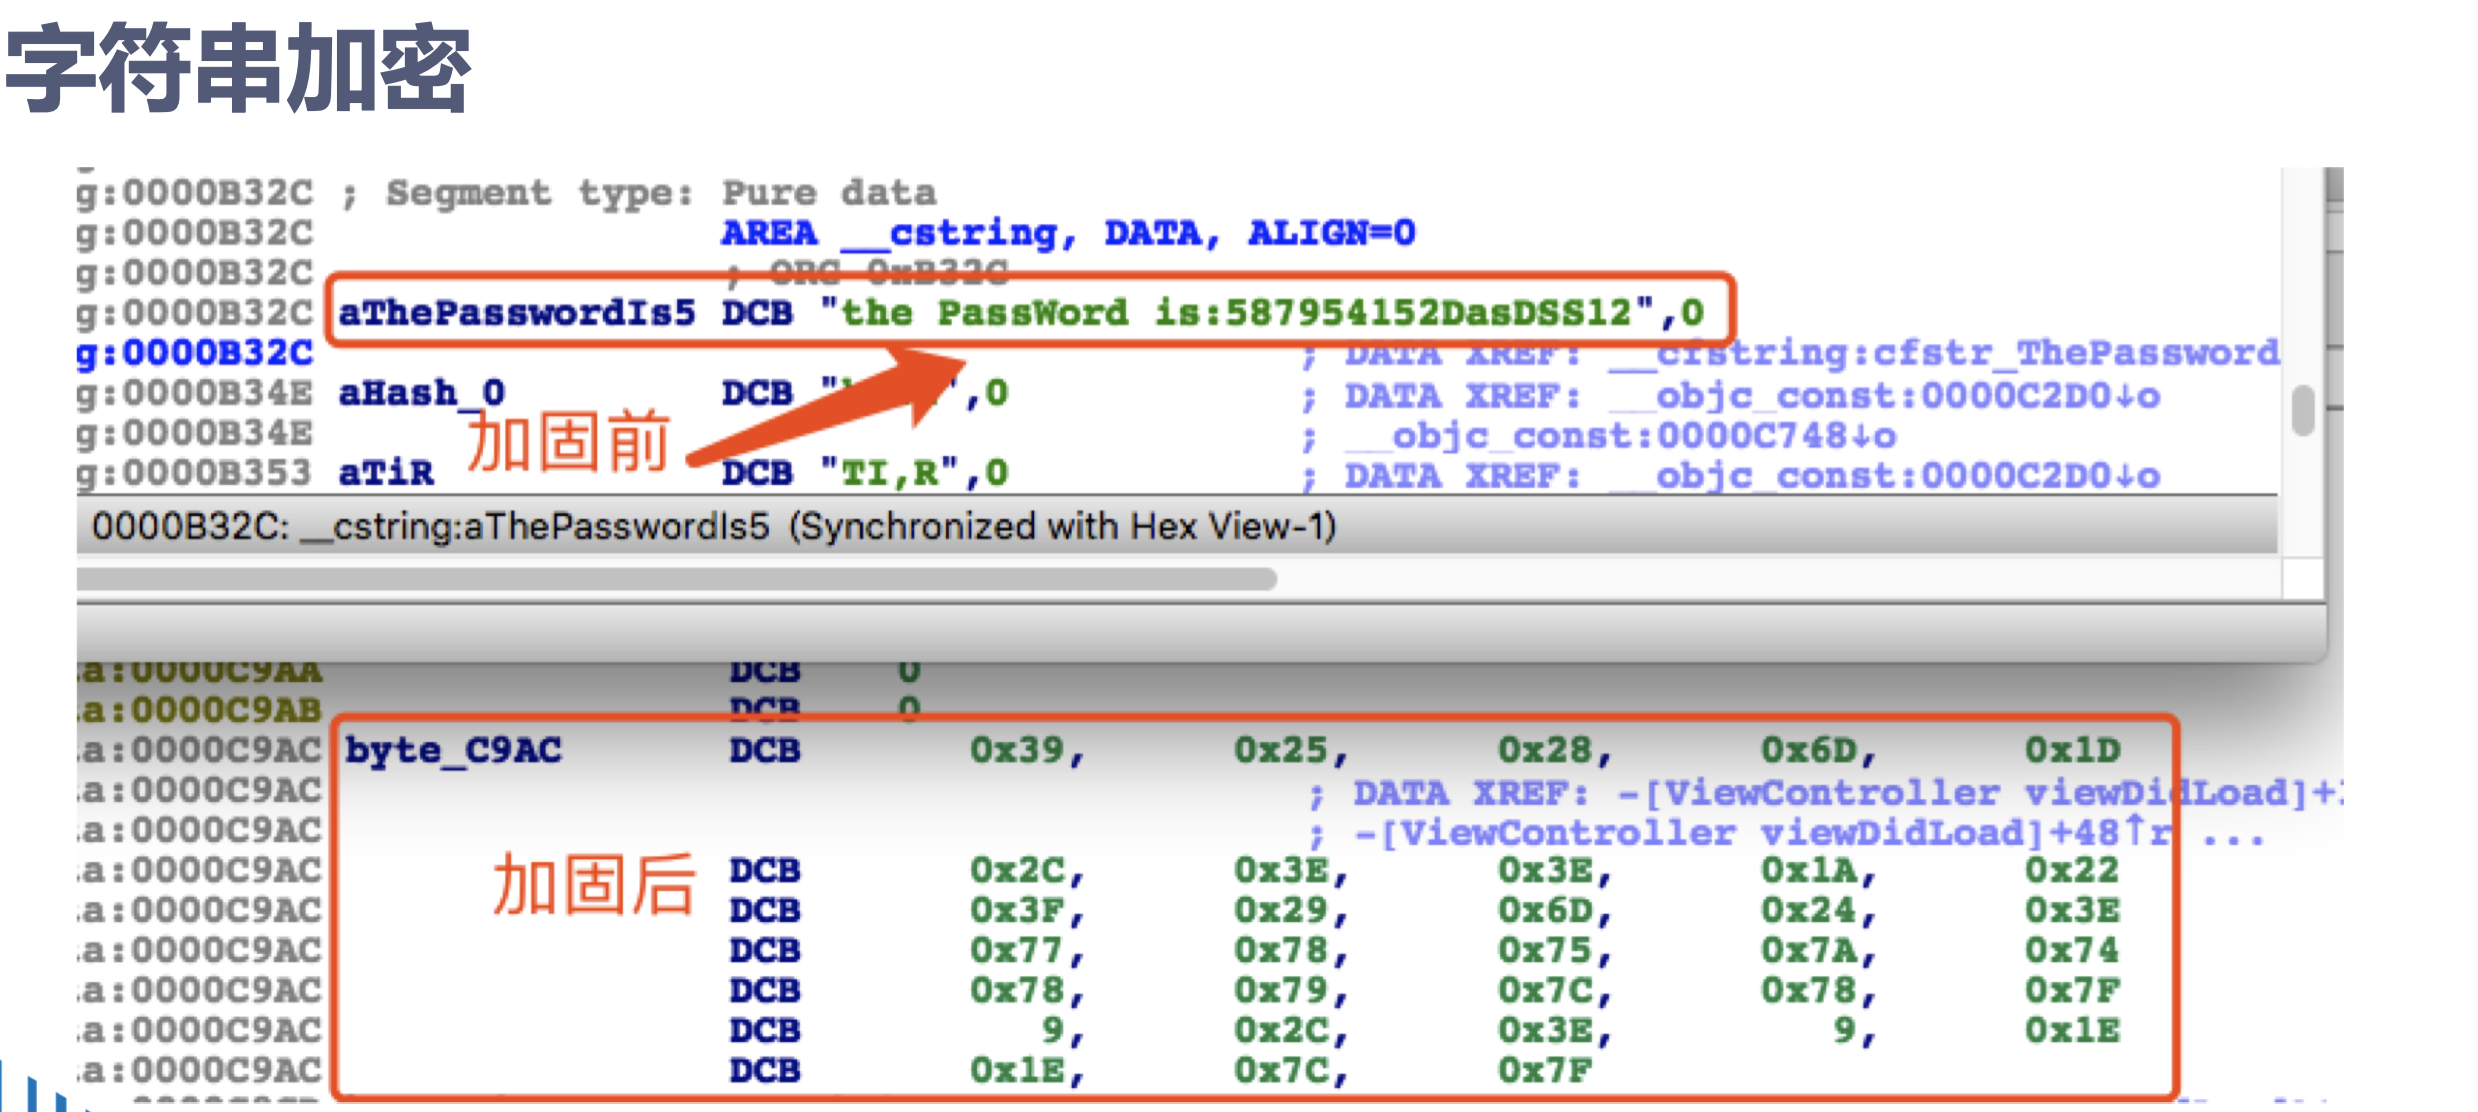 字符串加密
g:0000B32C ; Segment type: Pure data
g:0000B32C AREA __cstring, DATA, ALIGN=0
g:0000B32C ; ORG 0xB32C
g:0000B32C aThePasswordIs5 DCB "the PassWord is:587954152DasDSS12",0
g:0000B32C ; DATA XREF: __cfstring:cfstr_ThePassword
g:0000B34E aHash_0 DCB ",0 ; DATA XREF: __objc_const:0000C2D0↓o
加固前
g:0000B34E ; __objc_const:0000C748↓o
g:0000B353 aTiR DCB "TI,R",0 ; DATA XREF: __objc_const:0000C2D0↓o
0000B32C: __cstring:aThePasswordIs5 (Synchronized with Hex View-1)
a:0000C9AA DCB 0
a:0000C9AB DCB 0
a:0000C9AC byte_C9AC DCB 0x39, 0x25, 0x28, 0x6D, 0x1D
a:0000C9AC ; DATA XREF: -[ViewController viewDidLoad]+
a:0000C9AC ; -[ViewController viewDidLoad]+48↑r ...
加固后
a:0000C9AC DCB 0x2C, 0x3E, 0x3E, 0x1A, 0x22
a:0000C9AC DCB 0x3F, 0x29, 0x6D, 0x24, 0x3E
a:0000C9AC DCB 0x77, 0x78, 0x75, 0x7A, 0x74
a:0000C9AC DCB 0x78, 0x79, 0x7C, 0x78, 0x7F
a:0000C9AC DCB 9, 0x2C, 0x3E, 9, 0x1E
a:0000C9AC DCB 0x1E, 0x7C, 0x7F